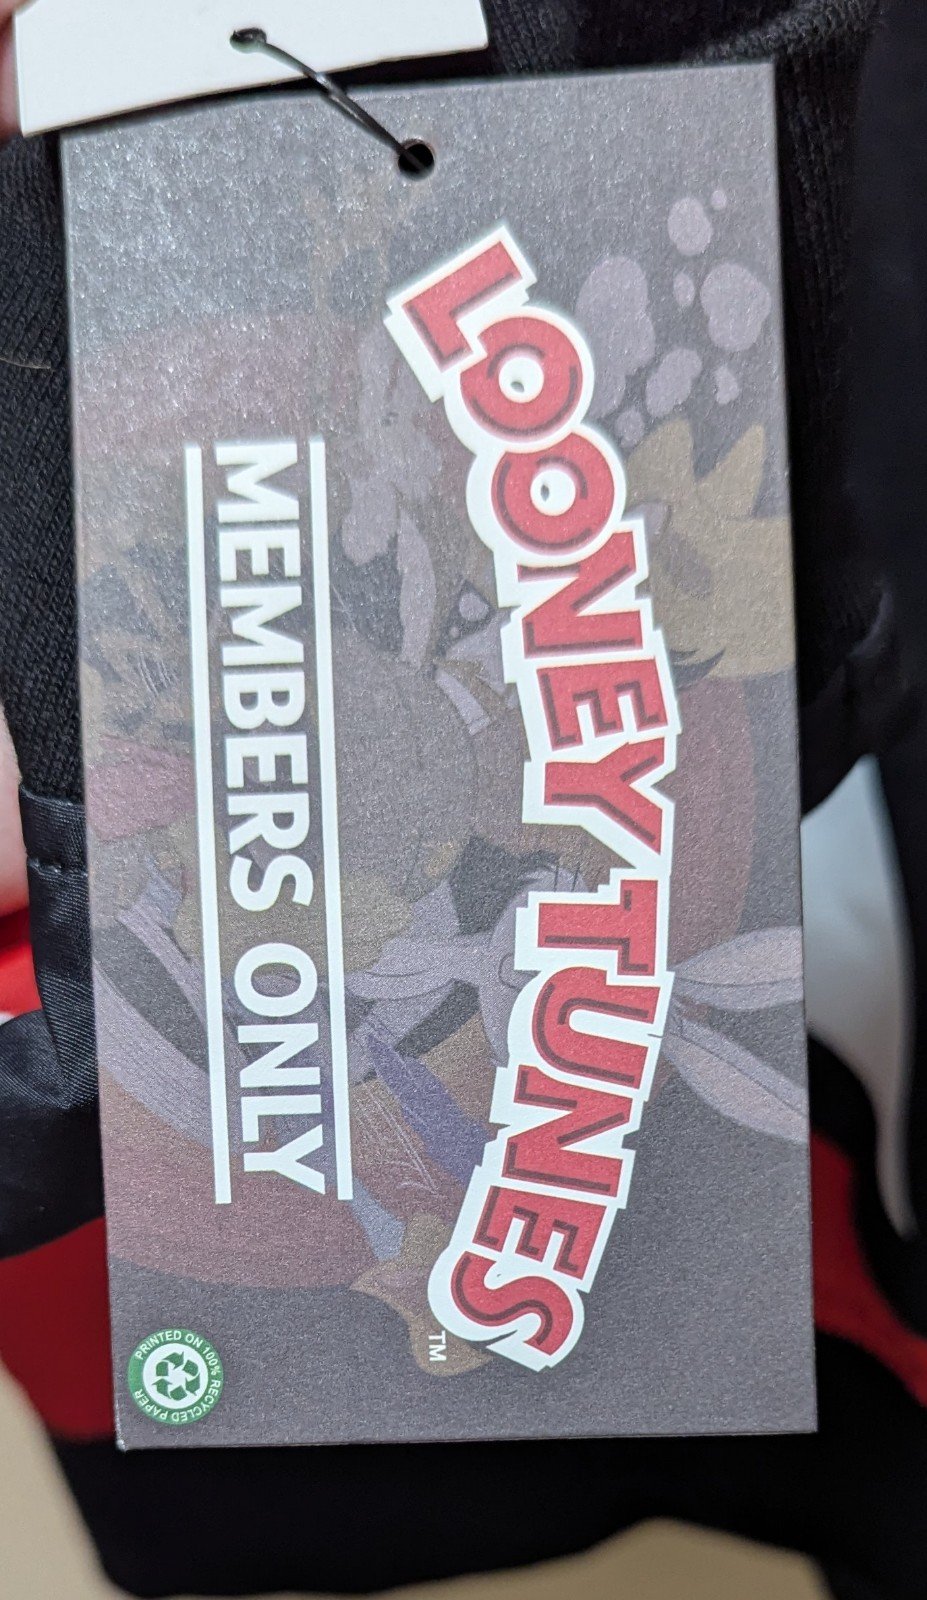 LOONEY TUNES
TM
MEMBERS ONLY
PRINTED ON 100% RECYCLED PAPER